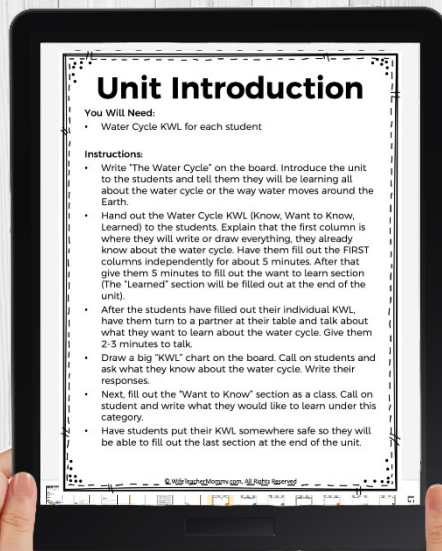 Unit Introduction
You Will Need:
• Water Cycle KWL for each student
Instructions:
• Write "The Water Cycle" on the board. Introduce the unit
to the students and tell them they will be learning all
about the water cycle or the way water moves around the
Earth.
• Hand out the Water Cycle KWL (Know, Want to Know,
Learned) to the students. Explain that the first column is
where they will write or draw everything, they already
know about the water cycle. Have them fill out the FIRST
columns independently for about 5 minutes. After that
give them 5 minutes to fill out the want to learn section
(The "Learned" section will be filled out at the end of the
unit).
• After the students have filled out their individual KWL,
have them turn to a partner at their table and talk about
what they want to learn about the water cycle. Give them
2-3 minutes to talk.
• Draw a big "KWL" chart on the board. Call on students and
ask what they know about the water cycle. Write their
responses.
• Next, fill out the "Want to Know" section as a class. Call on
student and write what they would like to learn under this
category.
• Have students put their KWL somewhere safe so they will
be able to fill out the last section at the end of the unit.
© WifeTeacherMommy.com, All Rights Reserved